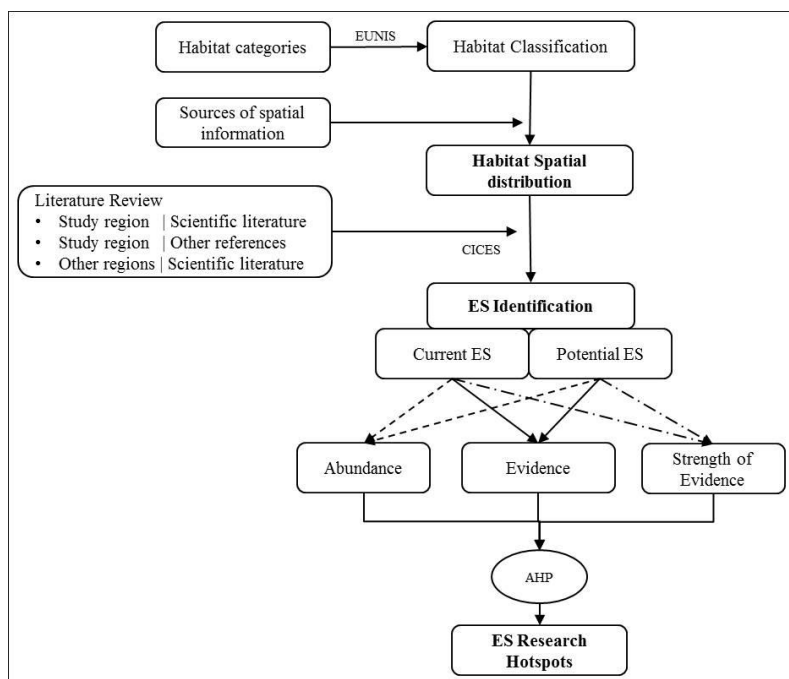 Habitat categories
EUNIS
Habitat Classification
Sources of spatial
information
Habitat Spatial
distribution
Literature Review
• Study region | Scientific literature
• Study region | Other references
• Other regions | Scientific literature
CICES
ES Identification
Current ES
Potential ES
Abundance
Evidence
Strength of
Evidence
AHP
ES Research
Hotspots